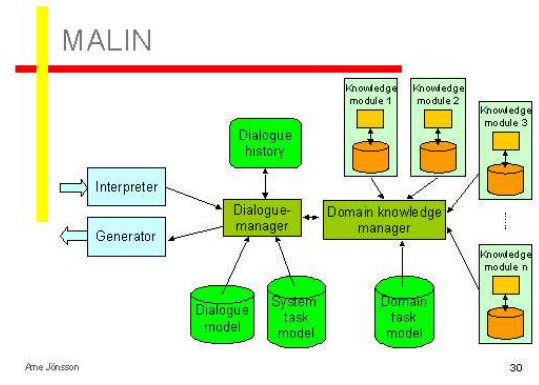 MALIN
Knowledge
module 1
Knowledge
module 2
Knowledge
module 3
Dialogue
history
Interpreter
Generator
Dialogue-
manager
Domain knowledge
manager
Knowledge
module n
Dialogue
model
System
task
model
Domain
task
model
Arne Jönsson
30